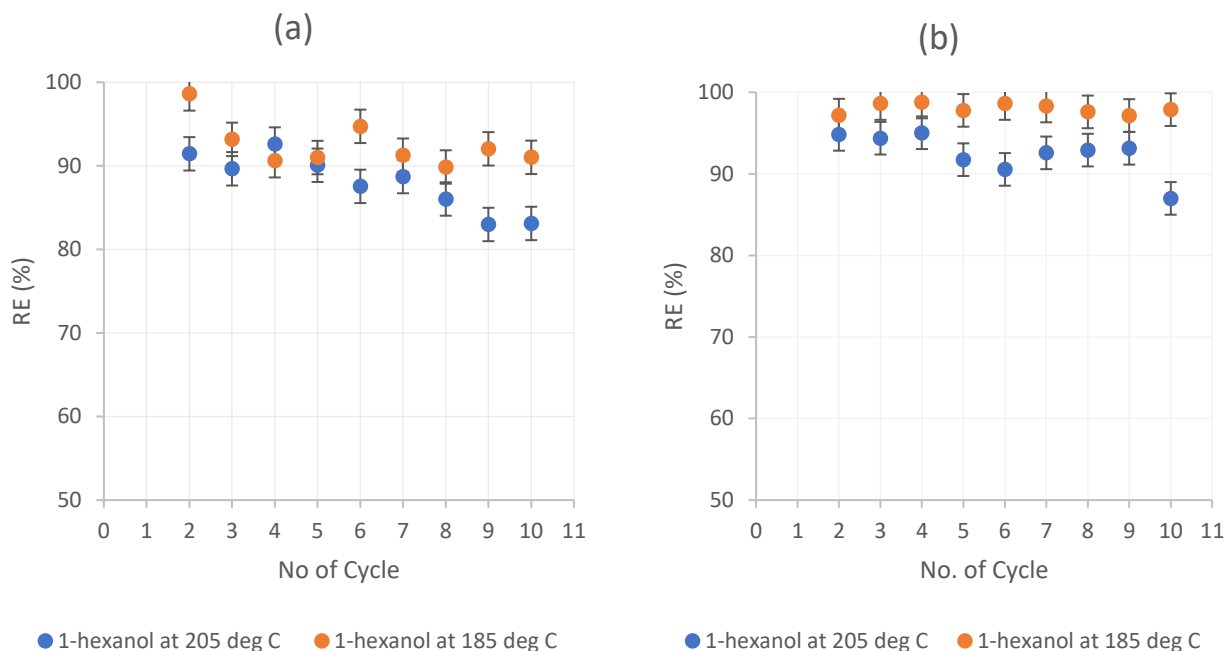 (a)
100
90
80
70
60
50
RE (%)
0 1 2 3 4 5 6 7 8 9 10 11
No of Cycle
1-hexanol at 205 deg C 1-hexanol at 185 deg C
(b)
100
90
80
70
60
50
RE (%)
0 1 2 3 4 5 6 7 8 9 10 11
No. of Cycle
1-hexanol at 205 deg C 1-hexanol at 185 deg C